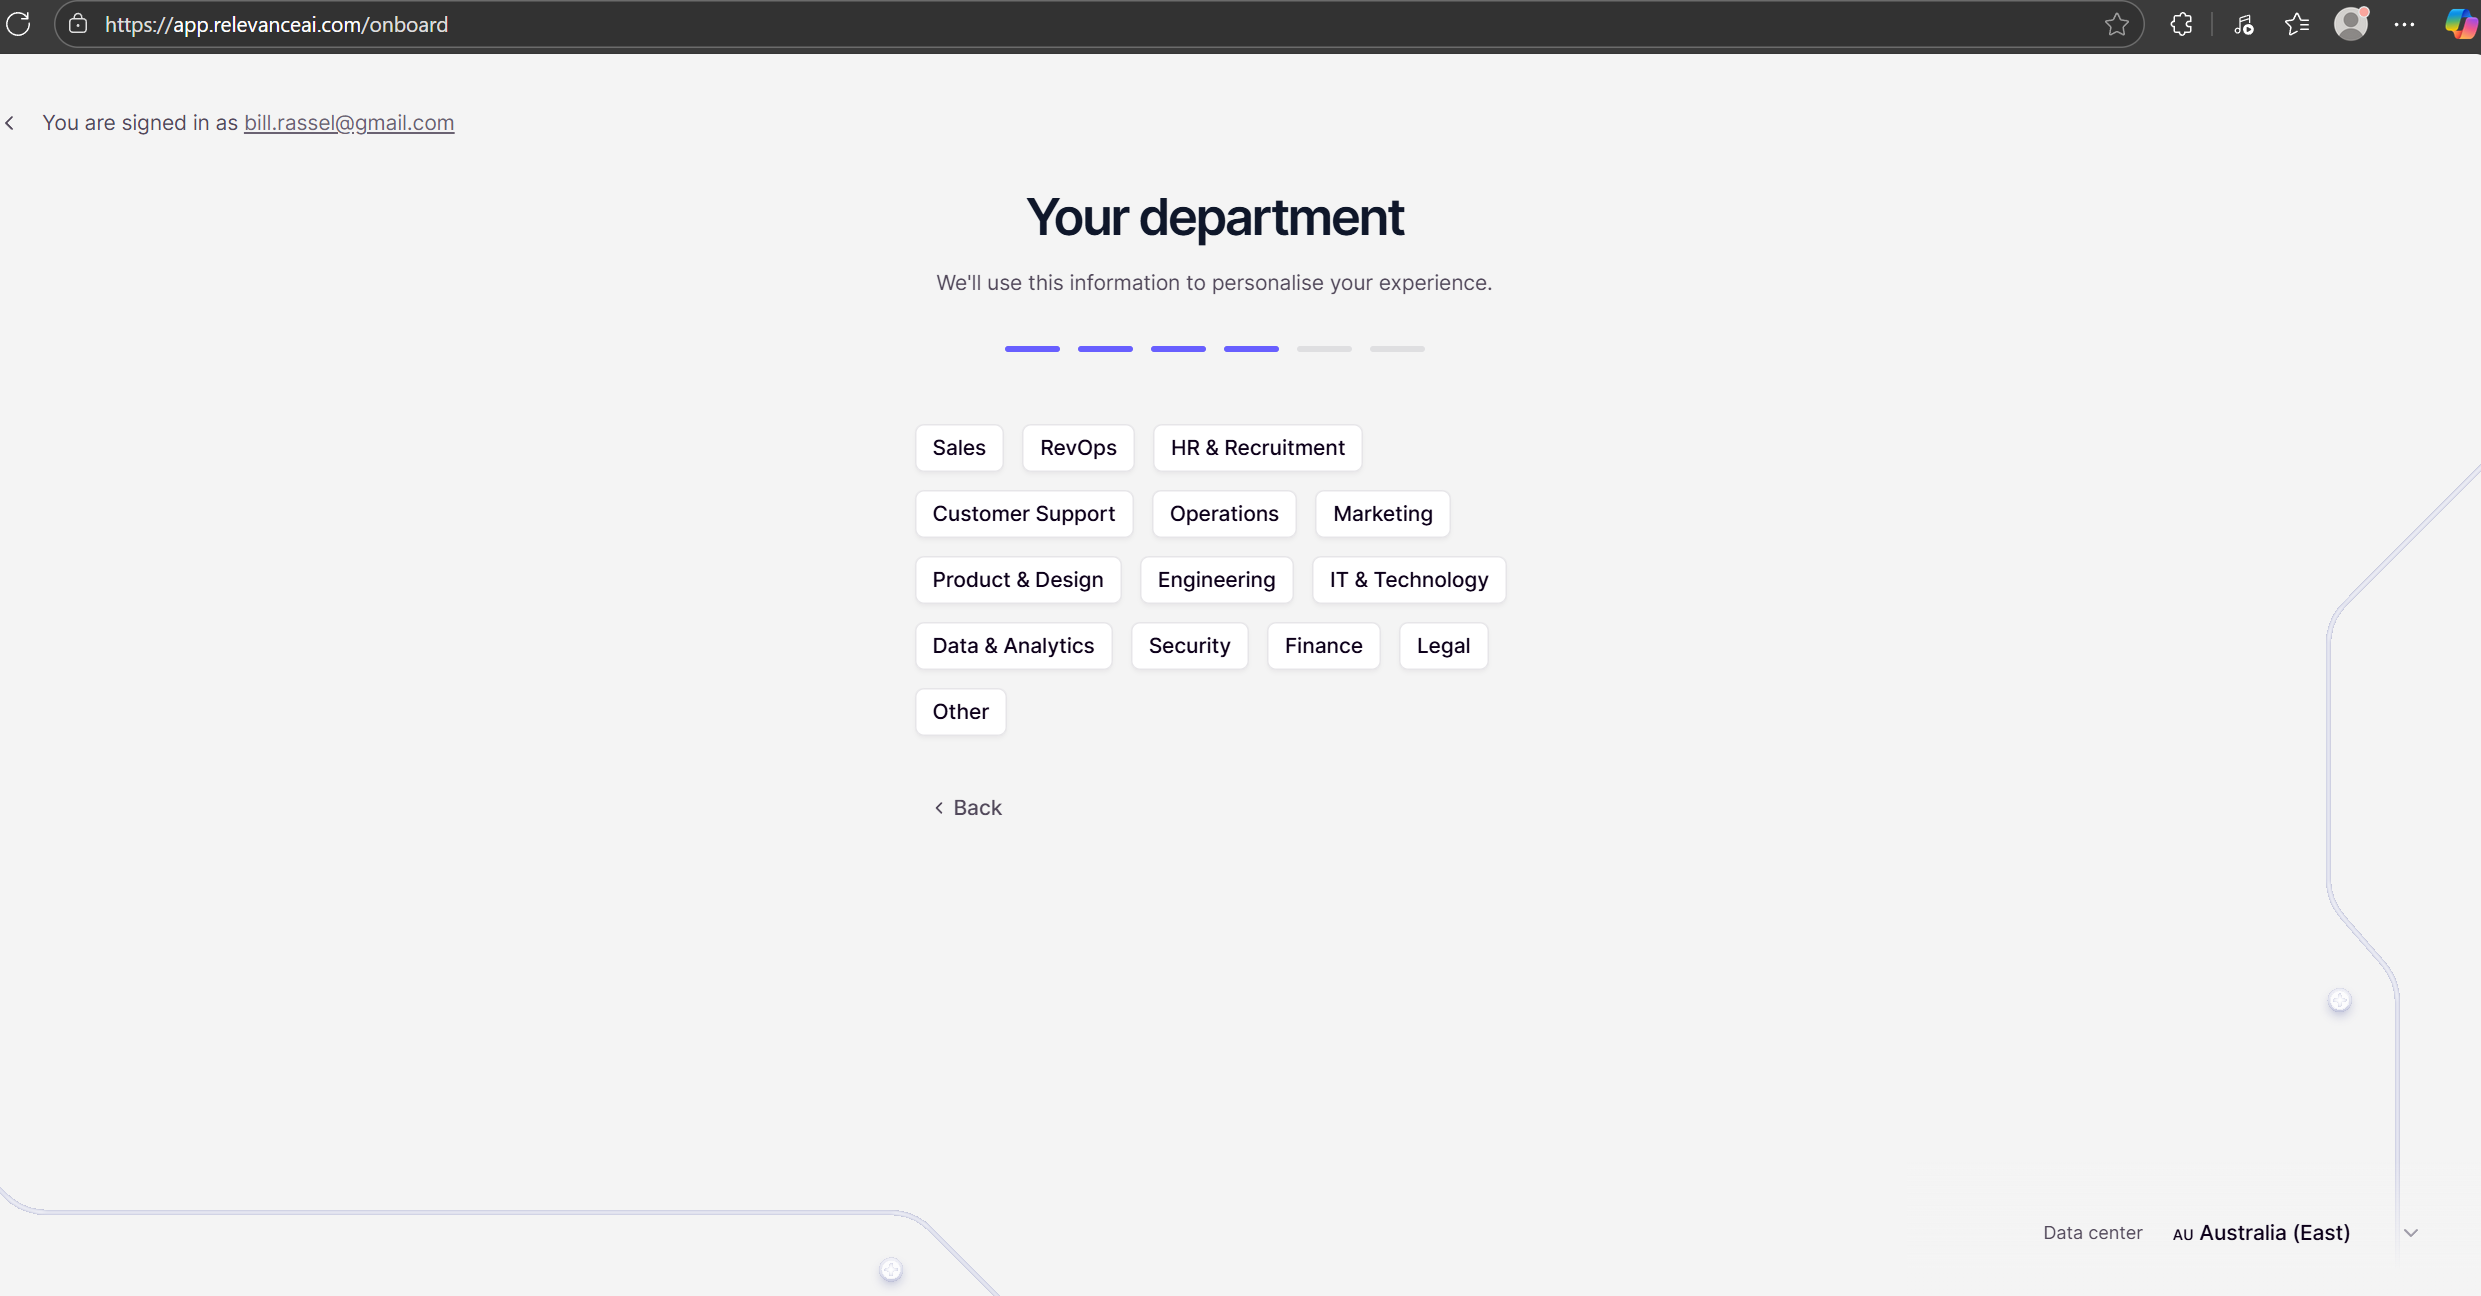 https://app.relevanceai.com/onboard
You are signed in as bill.rassel@gmail.com
Your department
We'll use this information to personalise your experience.
Sales RevOps HR & Recruitment
Customer Support Operations Marketing
Product & Design Engineering IT & Technology
Data & Analytics Security Finance Legal
Other
Back
Data center AU Australia (East)